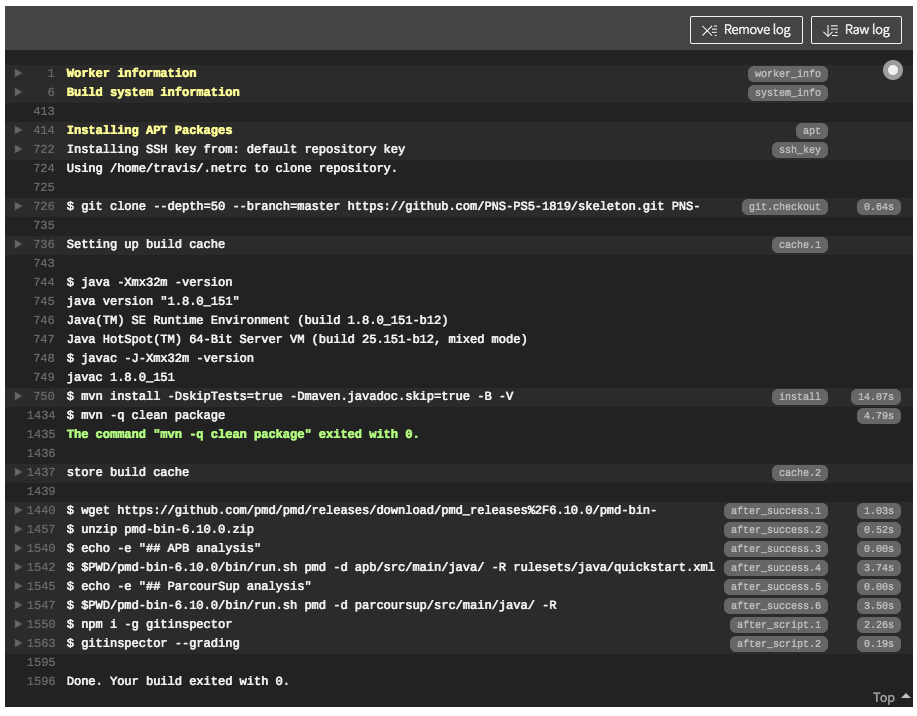 Remove log Raw log
1 Worker information worker_info
6 Build system information system_info
413
414 Installing APT Packages apt
722 Installing SSH key from: default repository key ssh_key
724 Using /home/travis/.netrc to clone repository.
725
726 $ git clone --depth=50 --branch=master https://github.com/PNS-PS5-1819/skeleton.git PNS- git.checkout 0.64s
735
736 Setting up build cache cache.1
743
744 $ java -Xmx32m -version
745 java version "1.8.0_151"
746 Java(TM) SE Runtime Environment (build 1.8.0_151-b12)
747 Java HotSpot(TM) 64-Bit Server VM (build 25.151-b12, mixed mode)
748 $ javac -J-Xmx32m -version
749 javac 1.8.0_151
750 $ mvn install -DskipTests=true -Dmaven.javadoc.skip=true -B -V install 14.07s
1434 $ mvn -q clean package 4.79s
1435 The command "mvn -q clean package" exited with 0.
1436
1437 store build cache cache.2
1439
1440 $ wget https://github.com/pmd/pmd/releases/download/pmd_releases%2F6.10.0/pmd-bin- after_success.1 1.03s
1457 $ unzip pmd-bin-6.10.0.zip after_success.2 0.52s
1540 $ echo -e "## APB analysis" after_success.3 0.00s
1542 $ $PWD/pmd-bin-6.10.0/bin/run.sh pmd -d apb/src/main/java/ -R rulesets/java/quickstart.xml after_success.4 3.74s
1545 $ echo -e "## ParcourSup analysis" after_success.5 0.00s
1547 $ $PWD/pmd-bin-6.10.0/bin/run.sh pmd -d parcoursup/src/main/java/ -R after_success.6 3.50s
1550 $ npm i -g gitinspector after_script.1 2.26s
1563 $ gitinspector --grading after_script.2 0.19s
1595
1596 Done. Your build exited with 0.
Top